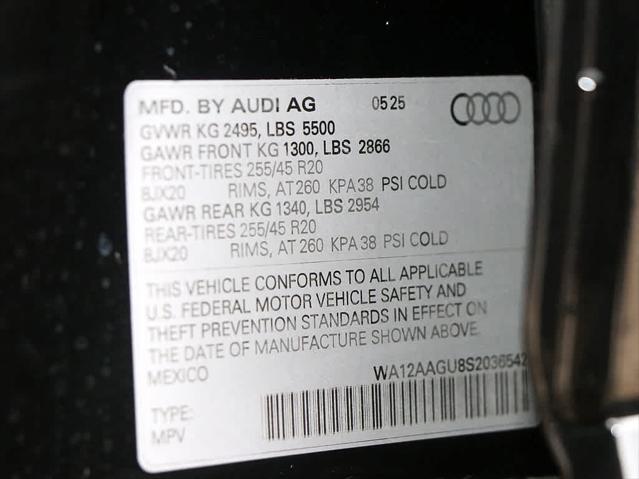 MFD. BY AUDI AG 05 25
GVWR KG 2495, LBS 5500
GAWR FRONT KG 1300, LBS 2866
FRONT-TIRES 255/45 R20
8JX20 RIMS, AT 260 KPA 38 PSI COLD
GAWR REAR KG 1340, LBS 2954
REAR-TIRES 255/45 R20
8JX20 RIMS, AT 260 KPA 38 PSI COLD
THIS VEHICLE CONFORMS TO ALL APPLICABLE
U.S. FEDERAL MOTOR VEHICLE SAFETY AND
THEFT PREVENTION STANDARDS IN EFFECT ON
THE DATE OF MANUFACTURE SHOWN ABOVE.
MEXICO WA12AAGU8S2036542
TYPE:
MPV